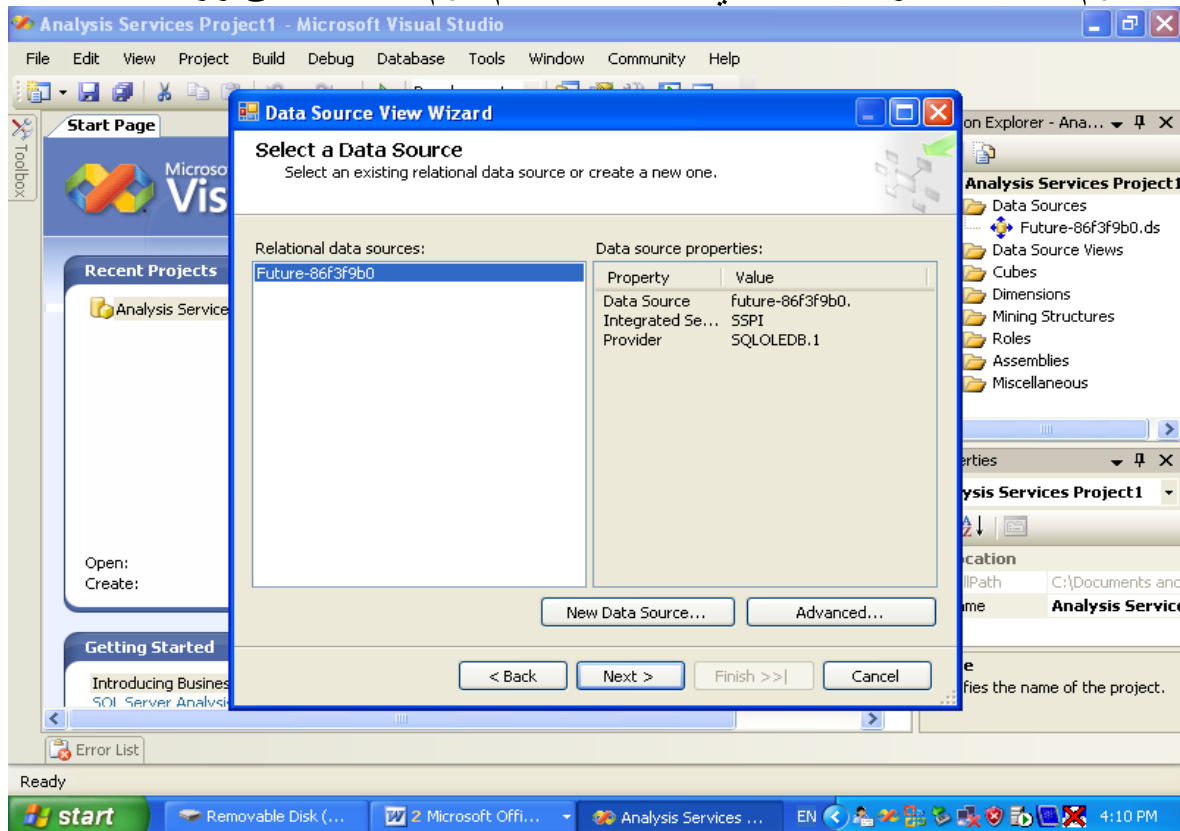 Analysis Services Project1 - Microsoft Visual Studio
File Edit View Project Build Debug Database Tools Window Community Help
Toolbox
Start Page
Microso
Vis
Recent Projects
Analysis Service
Open:
Create:
Getting Started
Introducing Busines
SQL Server Analysi
Data Source View Wizard
Select a Data Source
Select an existing relational data source or create a new one.
Relational data sources:
Future-86f3f9b0
Data source properties:
Property Value
Data Source future-86f3f9b0.
Integrated Se... SSPI
Provider SQLOLEDB.1
New Data Source... Advanced...
< Back Next > Finish >>| Cancel
on Explorer - Ana...
Analysis Services Project1
Data Sources
Future-86f3f9b0.ds
Data Source Views
Cubes
Dimensions
Mining Structures
Roles
Assemblies
Miscellaneous
erties
ysis Services Project1
cation
llPath C:\Documents and
me Analysis Service
e
fies the name of the project.
Error List
Ready
start Removable Disk (... 2 Microsoft Offi... Analysis Services ... EN 4:10 PM